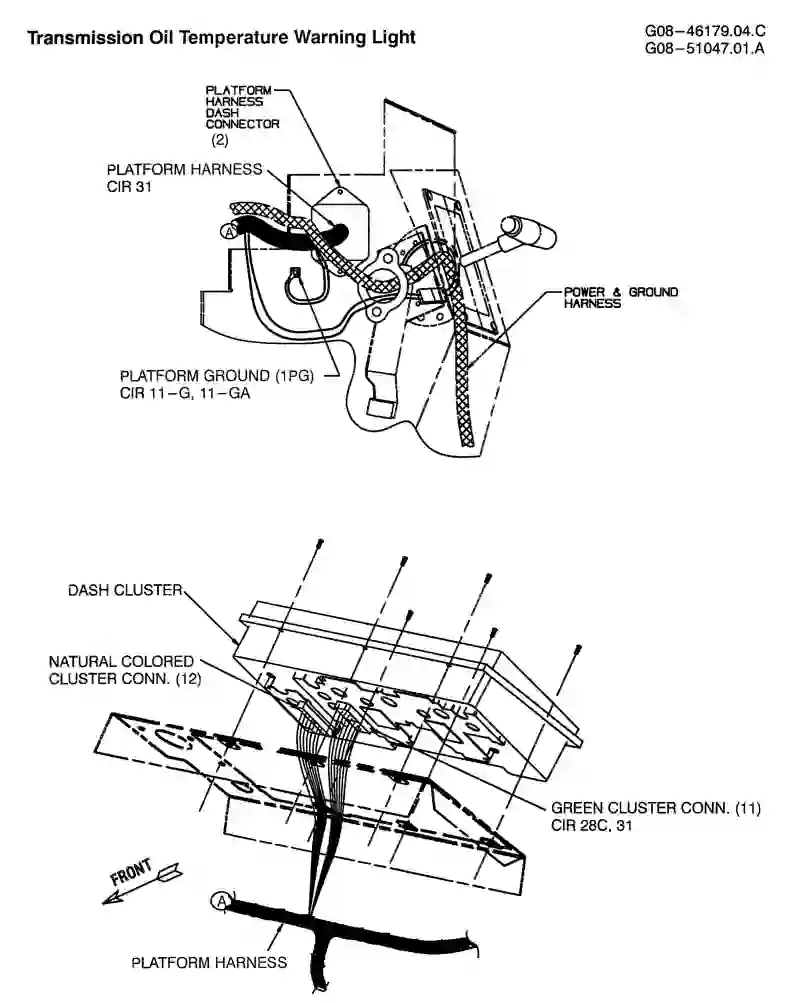 Transmission Oil Temperature Warning Light
G08-46179.04.C
G08-51047.01.A
PLATFORM
HARNESS
DASH
CONNECTOR
(2)
PLATFORM HARNESS
CIR 31
A
POWER & GROUND
HARNESS
PLATFORM GROUND (1PG)
CIR 11-G, 11-GA
DASH CLUSTER
NATURAL COLORED
CLUSTER CONN. (12)
GREEN CLUSTER CONN. (11)
CIR 28C, 31
FRONT
A
PLATFORM HARNESS